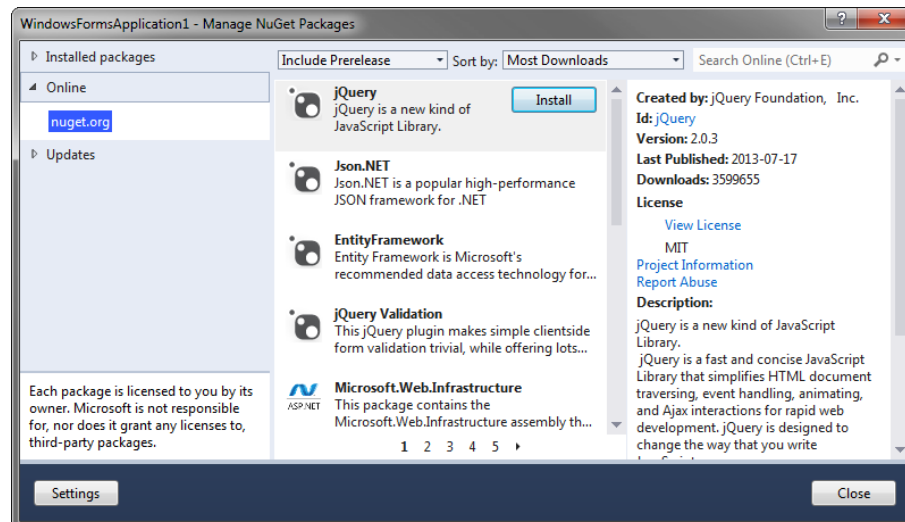 WindowsFormsApplication1 - Manage NuGet Packages
Installed packages
Online
nuget.org
Updates
Each package is licensed to you by its
owner. Microsoft is not responsible
for, nor does it grant any licenses to,
third-party packages.
Include Prerelease
Sort by: Most Downloads
Search Online (Ctrl+E)
jQuery
Install
jQuery is a new kind of
JavaScript Library.
Json.NET
Json.NET is a popular high-performance
JSON framework for .NET
EntityFramework
Entity Framework is Microsoft's
recommended data access technology for...
jQuery Validation
This jQuery plugin makes simple clientside
form validation trivial, while offering lots...
ASP.NET
Microsoft.Web.Infrastructure
This package contains the
Microsoft.Web.Infrastructure assembly th...
1 2 3 4 5
Created by: jQuery Foundation, Inc.
Id: jQuery
Version: 2.0.3
Last Published: 2013-07-17
Downloads: 3599655
License
View License
MIT
Project Information
Report Abuse
Description:
jQuery is a new kind of JavaScript
Library.
jQuery is a fast and concise JavaScript
Library that simplifies HTML document
traversing, event handling, animating,
and Ajax interactions for rapid web
development. jQuery is designed to
change the way that you write
Settings
Close